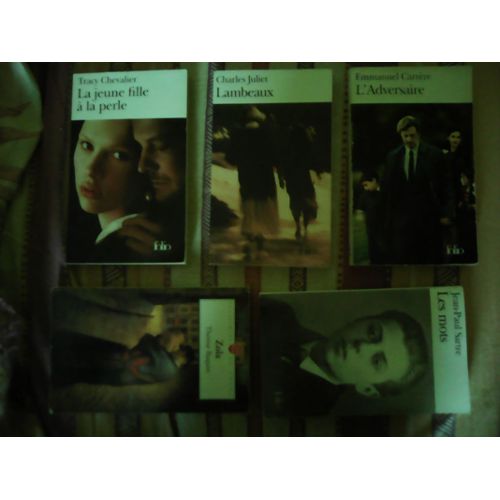 Tracy Chevalier
La jeune fille
à la perle
folio
Charles Juliet
Lambeaux
Emmanuel Carrère
L'Adversaire
folio
Zola
Thérèse Raquin
Jean-Paul Sartre
Les mots